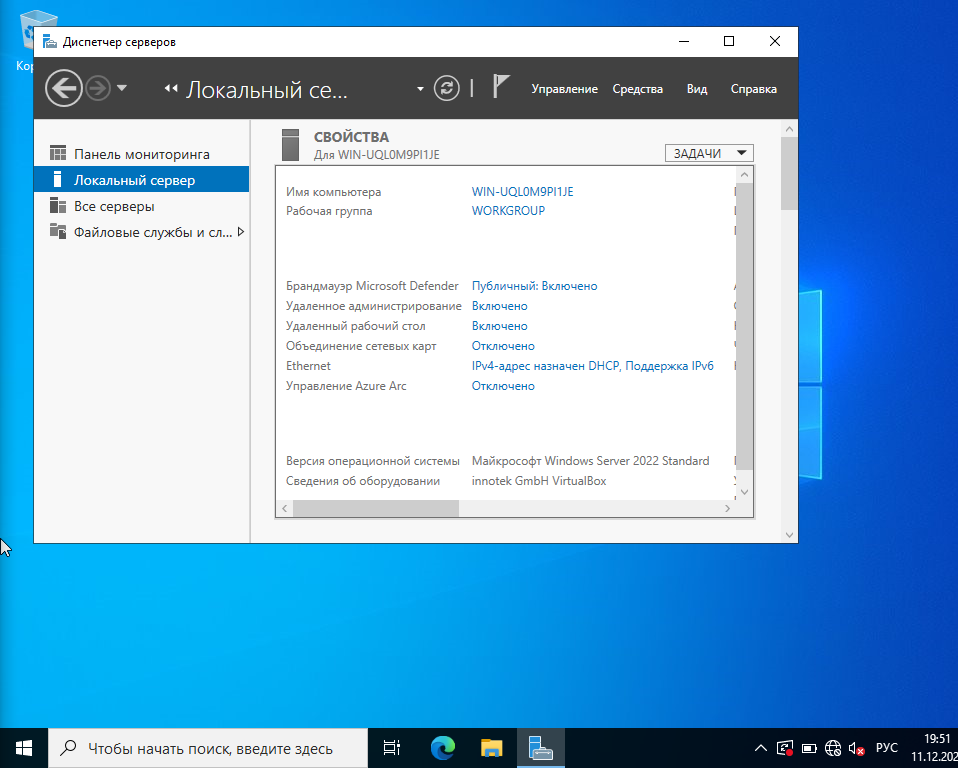 Диспетчер серверов
Локальный се...
Управление Средства Вид Справка
Панель мониторинга
Локальный сервер
Все серверы
Файловые службы и сл...
СВОЙСТВА
Для WIN-UQL0M9PI1JE
ЗАДАЧИ
Имя компьютера WIN-UQL0M9PI1JE
Рабочая группа WORKGROUP
Брандмауэр Microsoft Defender Публичный: Включено
Удаленное администрирование Включено
Удаленный рабочий стол Включено
Объединение сетевых карт Отключено
Ethernet IPv4-адрес назначен DHCP, Поддержка IPv6
Управление Azure Arc Отключено
Версия операционной системы Майкрософт Windows Server 2022 Standard
Сведения об оборудовании innotek GmbH VirtualBox
Чтобы начать поиск, введите здесь
РУС
19:51
11.12.202